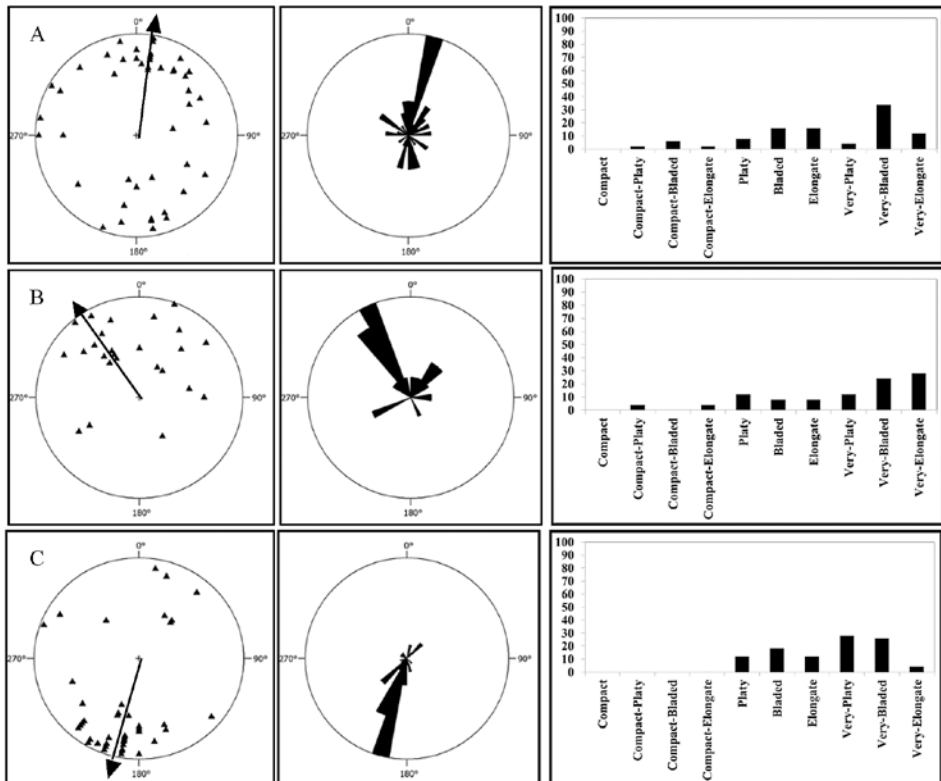 A
0°
270°
90°
180°
0°
270°
90°
180°
100
90
80
70
60
50
40
30
20
10
0
Compact
Compact-Platy
Compact-Bladed
Compact-Elongate
Platy
Bladed
Elongate
Very-Platy
Very-Bladed
Very-Elongate
B
0°
270°
90°
180°
0°
270°
90°
180°
100
90
80
70
60
50
40
30
20
10
0
Compact
Compact-Platy
Compact-Bladed
Compact-Elongate
Platy
Bladed
Elongate
Very-Platy
Very-Bladed
Very-Elongate
C
0°
270°
90°
180°
0°
270°
90°
180°
100
90
80
70
60
50
40
30
20
10
0
Compact
Compact-Platy
Compact-Bladed
Compact-Elongate
Platy
Bladed
Elongate
Very-Platy
Very-Bladed
Very-Elongate